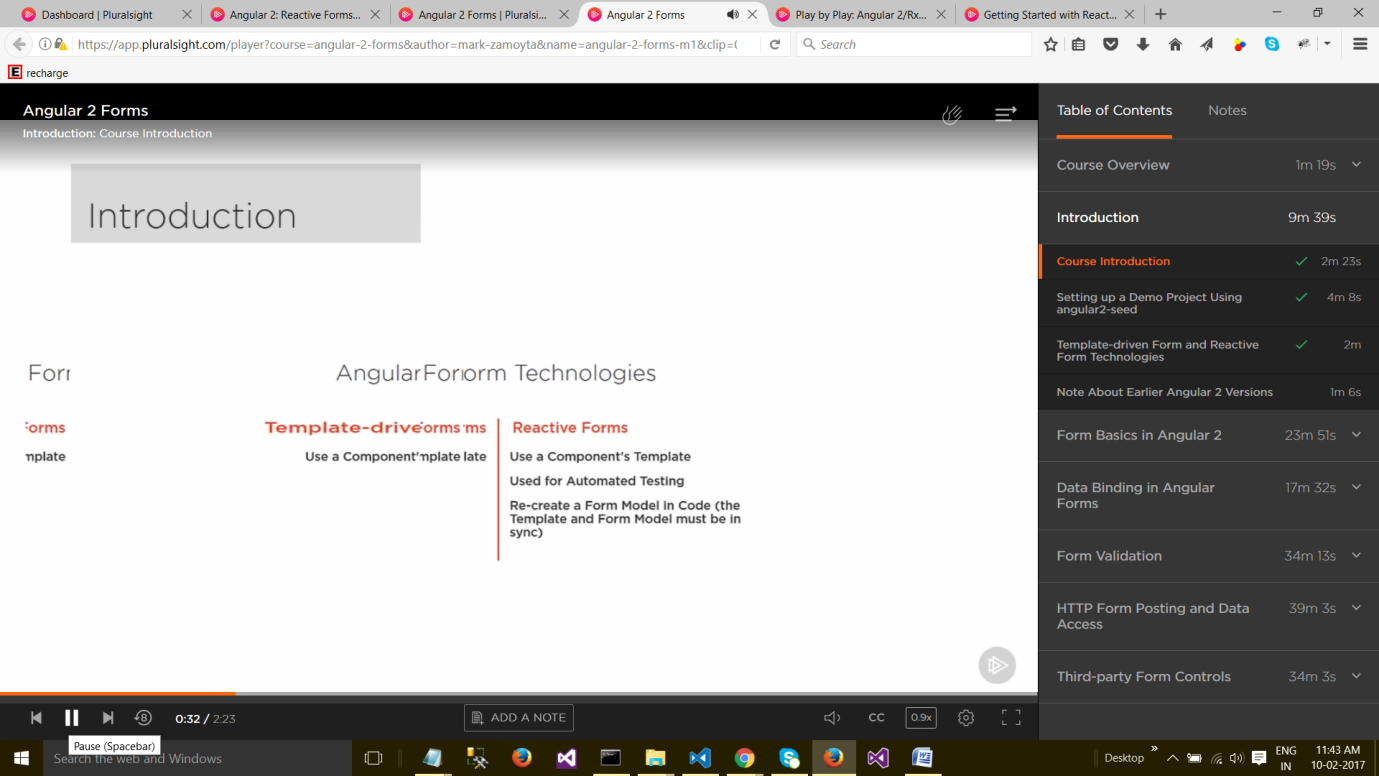 Dashboard | Pluralsight
Angular 2: Reactive Forms...
Angular 2 Forms | Pluralsi...
Angular 2 Forms
Play by Play: Angular 2/Rx...
Getting Started with React...
https://app.pluralsight.com/player?course=angular-2-forms&author=mark-zamoyta&name=angular-2-forms-m1&clip=
Search
E recharge
Angular 2 Forms
Introduction: Course Introduction
Introduction
Angular
Form Technologies
Template-drive
Reactive Forms
Use a Component's Template
Used for Automated Testing
Re-create a Form Model in Code (the
Template and Form Model must be in
sync)
8
0:32 / 2:23
ADD A NOTE
CC
0.9x
Pause (Spacebar)
Table of Contents
Notes
Course Overview 1m 19s
Introduction 9m 39s
Course Introduction 2m 23s
Setting up a Demo Project Using 4m 8s
angular2-seed
Template-driven Form and Reactive 2m
Form Technologies
Note About Earlier Angular 2 Versions 1m 6s
Form Basics in Angular 2 23m 51s
Data Binding in Angular 17m 32s
Forms
Form Validation 34m 13s
HTTP Form Posting and Data 39m 3s
Access
Third-party Form Controls 34m 3s
Search the web and Windows
Desktop
ENG
IN
11:43 AM
10-02-2017